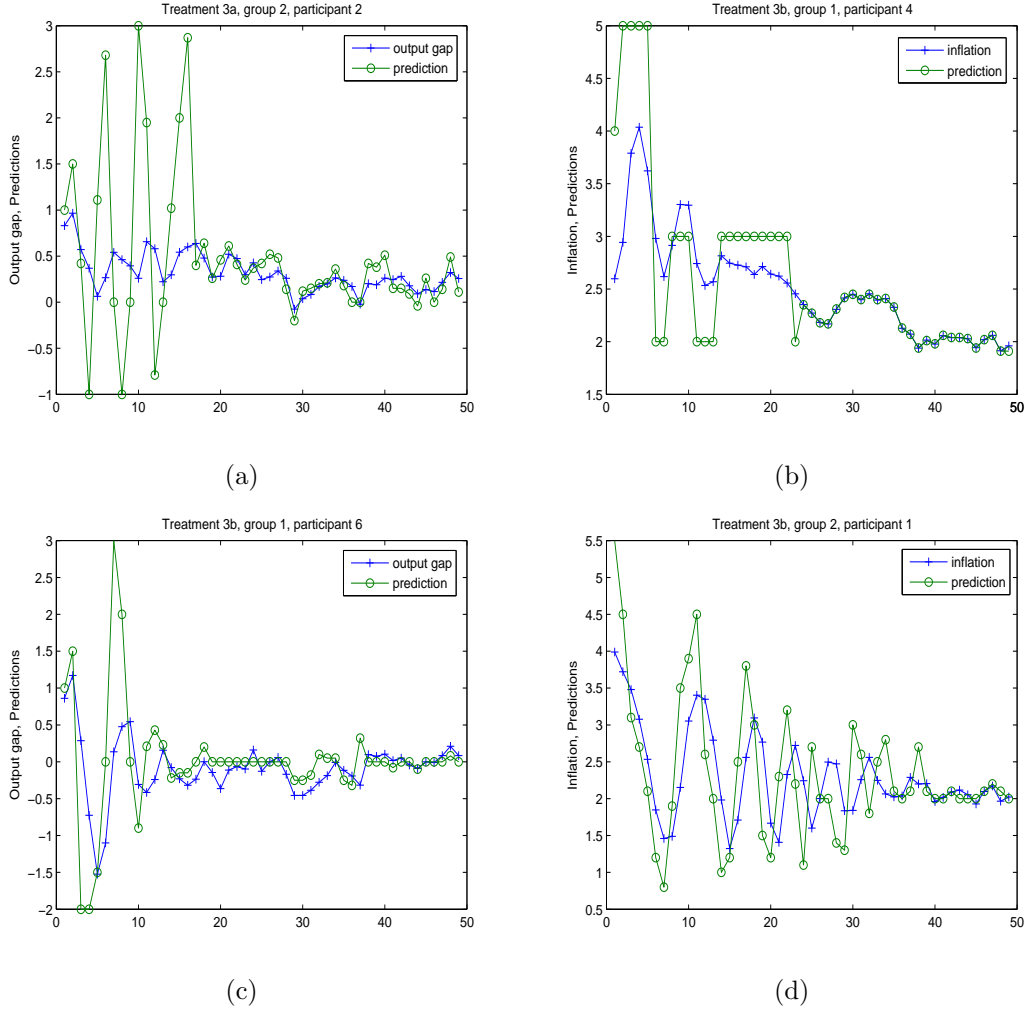 Treatment 3a, group 2, participant 2
3
2.5
2
1.5
1
0.5
0
−0.5
−1
Output gap, Predictions
output gap
prediction
0 10 20 30 40 50
(a)
Treatment 3b, group 1, participant 4
5
4.5
4
3.5
3
2.5
2
1.5
Inflation, Predictions
inflation
prediction
0 10 20 30 40 50
(b)
Treatment 3b, group 1, participant 6
3
2.5
2
1.5
1
0.5
0
−0.5
−1
−1.5
−2
Output gap, Predictions
output gap
prediction
0 10 20 30 40 50
(c)
Treatment 3b, group 2, participant 1
5.5
5
4.5
4
3.5
3
2.5
2
1.5
1
0.5
Inflation, Predictions
inflation
prediction
0 10 20 30 40 50
(d)